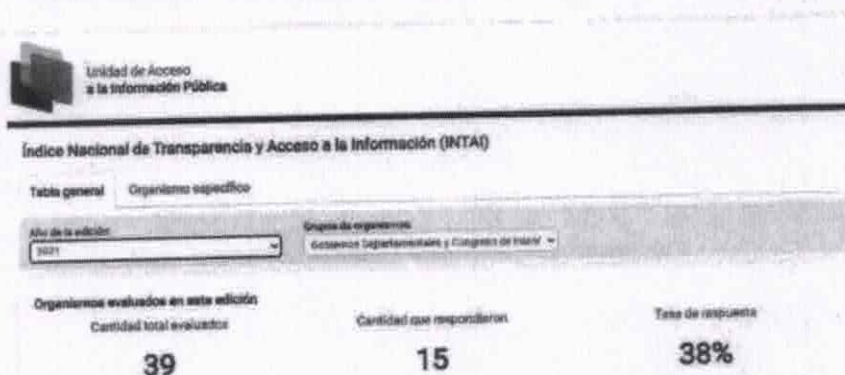 Unidad de Acceso
a la Información Pública
Índice Nacional de Transparencia y Acceso a la Información (INTAI)
Tabla general Organismo específico
Año de la edición Grupos de organismos
2021 Gobiernos Departamentales y Congreso de
Organismos evaluados en esta edición
Cantidad total evaluados Cantidad que respondieron Tasa de respuesta
39 15 38%